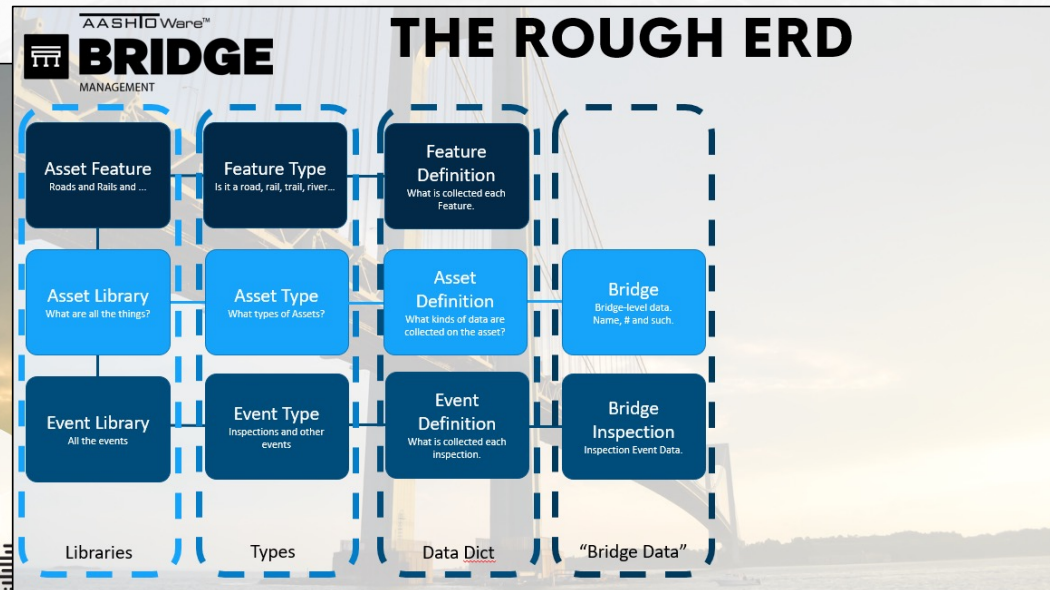 AASHTOWare™
BRIDGE
MANAGEMENT
THE ROUGH ERD
Asset Feature
Roads and Rails and ...
Feature Type
Is it a road, rail, trail, river...
Feature
Definition
What is collected each
Feature.
Asset Library
What are all the things?
Asset Type
What types of Assets?
Asset
Definition
What kinds of data are
collected on the asset?
Bridge
Bridge-level data.
Name, # and such.
Event Library
All the events
Event Type
Inspections and other
events
Event
Definition
What is collected each
inspection.
Bridge
Inspection
Inspection Event Data.
Libraries
Types
Data Dict
“Bridge Data”